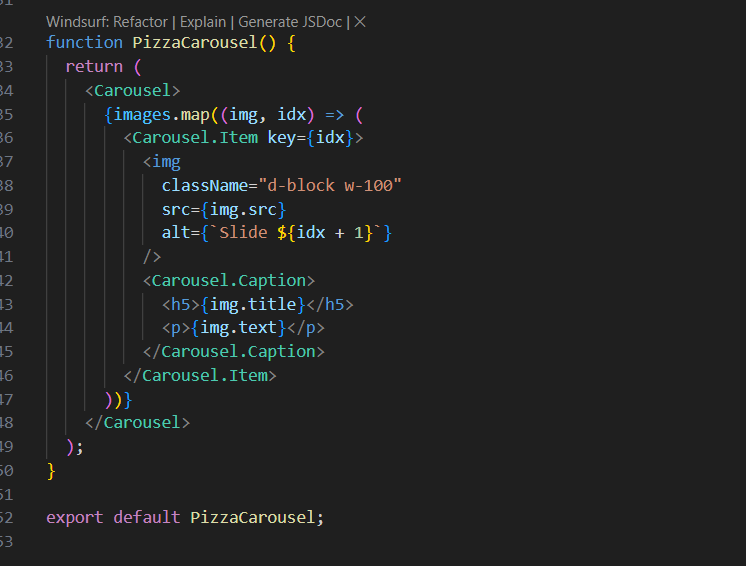 Windsurf: Refactor | Explain | Generate JSDoc | ✕
32 function PizzaCarousel() {
33   return (
34     <Carousel>
35       {images.map((img, idx) => (
36         <Carousel.Item key={idx}>
37           <img
38             className="d-block w-100"
39             src={img.src}
40             alt={`Slide ${idx + 1}`}
41           />
42           <Carousel.Caption>
43             <h5>{img.title}</h5>
44             <p>{img.text}</p>
45           </Carousel.Caption>
46         </Carousel.Item>
47       ))}
48     </Carousel>
49   );
50 }
51
52 export default PizzaCarousel;
53